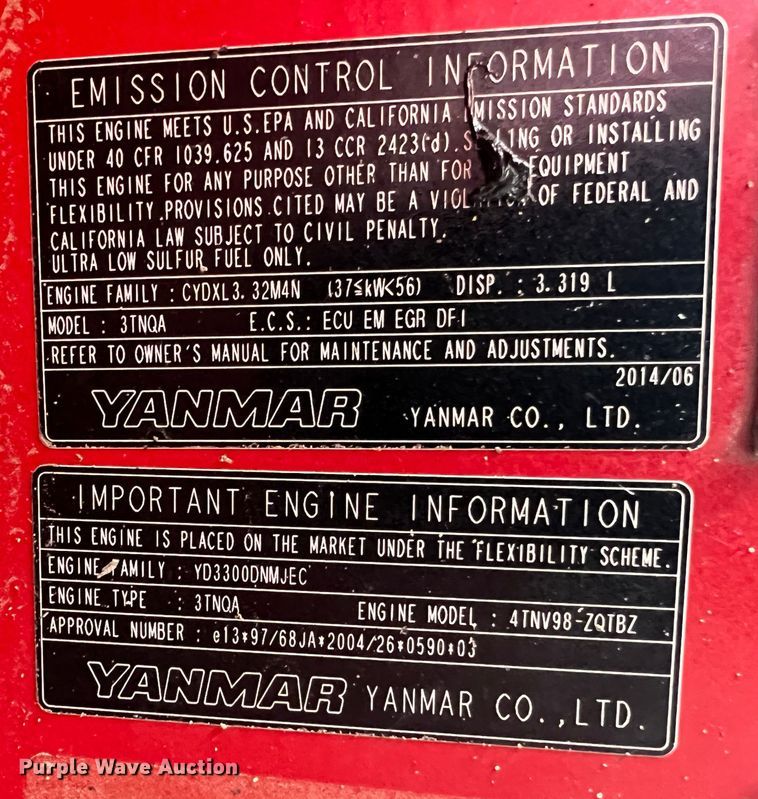 EMISSION CONTROL INFORMATION
THIS ENGINE MEETS U.S.EPA AND CALIFORNIA EMISSION STANDARDS
UNDER 40 CFR 1039.625 AND 13 CCR 2423(d). SELLING OR INSTALLING
THIS ENGINE FOR ANY PURPOSE OTHER THAN FOR EQUIPMENT
FLEXIBILITY PROVISIONS CITED MAY BE A VIOLATION OF FEDERAL AND
CALIFORNIA LAW SUBJECT TO CIVIL PENALTY.
ULTRA LOW SULFUR FUEL ONLY.
ENGINE FAMILY : CYDXL3.32M4N (37≤kW<56) DISP. : 3.319 L
MODEL : 3TNQA E.C.S.: ECU EM EGR DFI
REFER TO OWNER'S MANUAL FOR MAINTENANCE AND ADJUSTMENTS.
2014/06
YANMAR YANMAR CO., LTD.
IMPORTANT ENGINE INFORMATION
THIS ENGINE IS PLACED ON THE MARKET UNDER THE FLEXIBILITY SCHEME.
ENGINE FAMILY : YD3300DNMJEC
ENGINE TYPE : 3TNQA ENGINE MODEL : 4TNV98-ZQTBZ
APPROVAL NUMBER : e13*97/68JA*2004/26*0590*03
YANMAR YANMAR CO.,LTD.
Purple Wave Auction